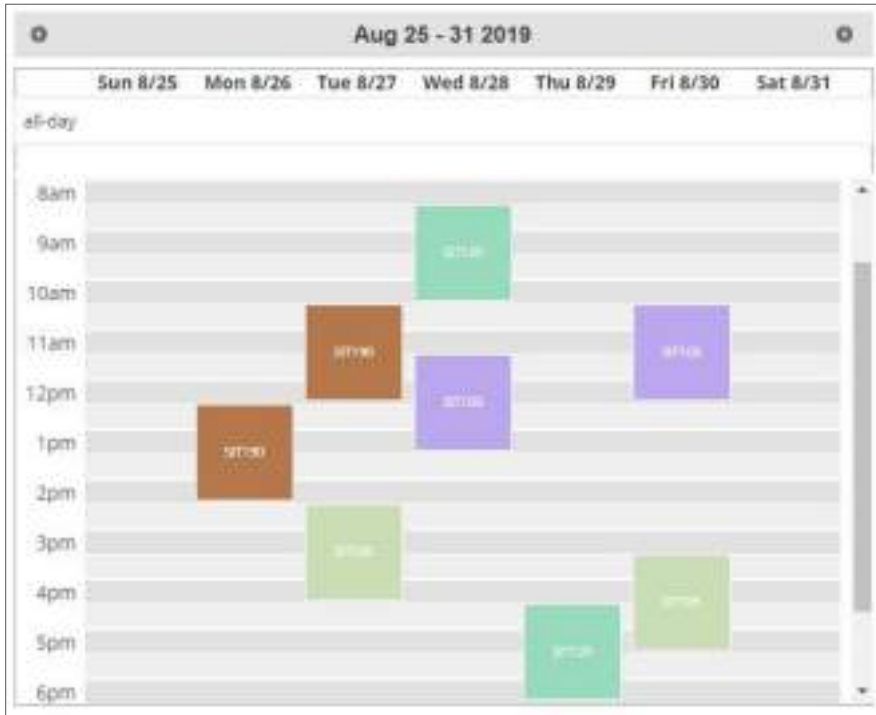 Aug 25 - 31 2019
Sun 8/25 Mon 8/26 Tue 8/27 Wed 8/28 Thu 8/29 Fri 8/30 Sat 8/31
all-day
8am
9am
10am
11am
12pm
1pm
SIT190
2pm
3pm
4pm
5pm
6pm